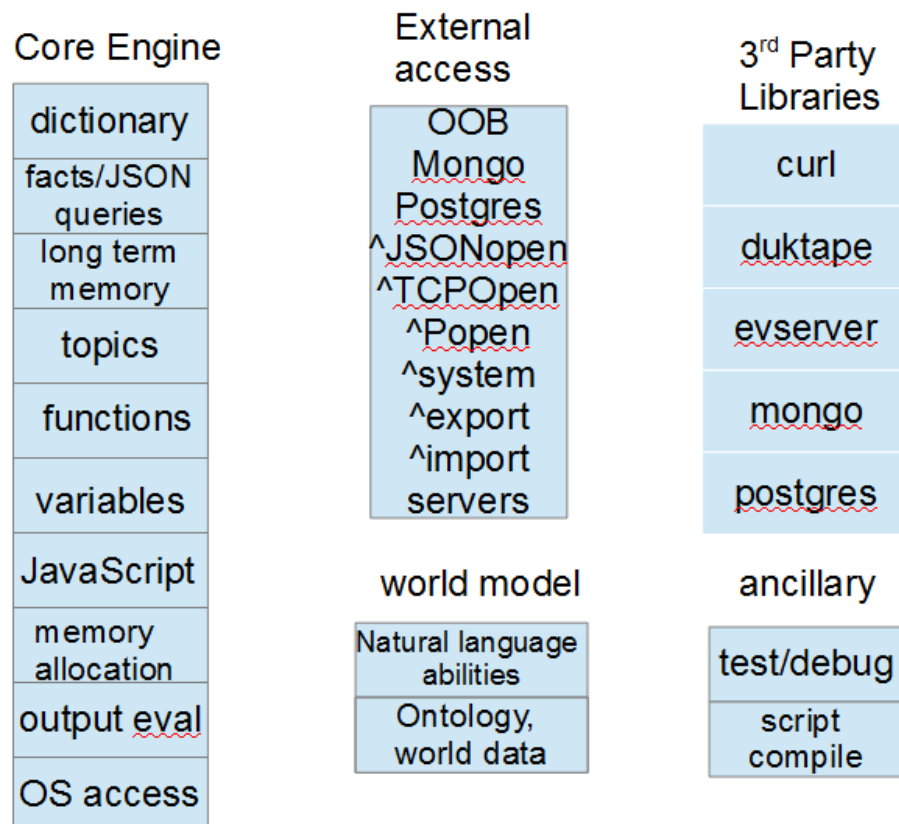 Core Engine
dictionary
facts/JSON
queries
long term
memory
topics
functions
variables
JavaScript
memory
allocation
output eval
OS access
External
access
OOB
Mongo
Postgres
^JSONopen
^TCPOpen
^Popen
^system
^export
^import
servers
world model
Natural language
abilities
Ontology,
world data
3rd Party
Libraries
curl
duktape
evserver
mongo
postgres
ancillary
test/debug
script
compile